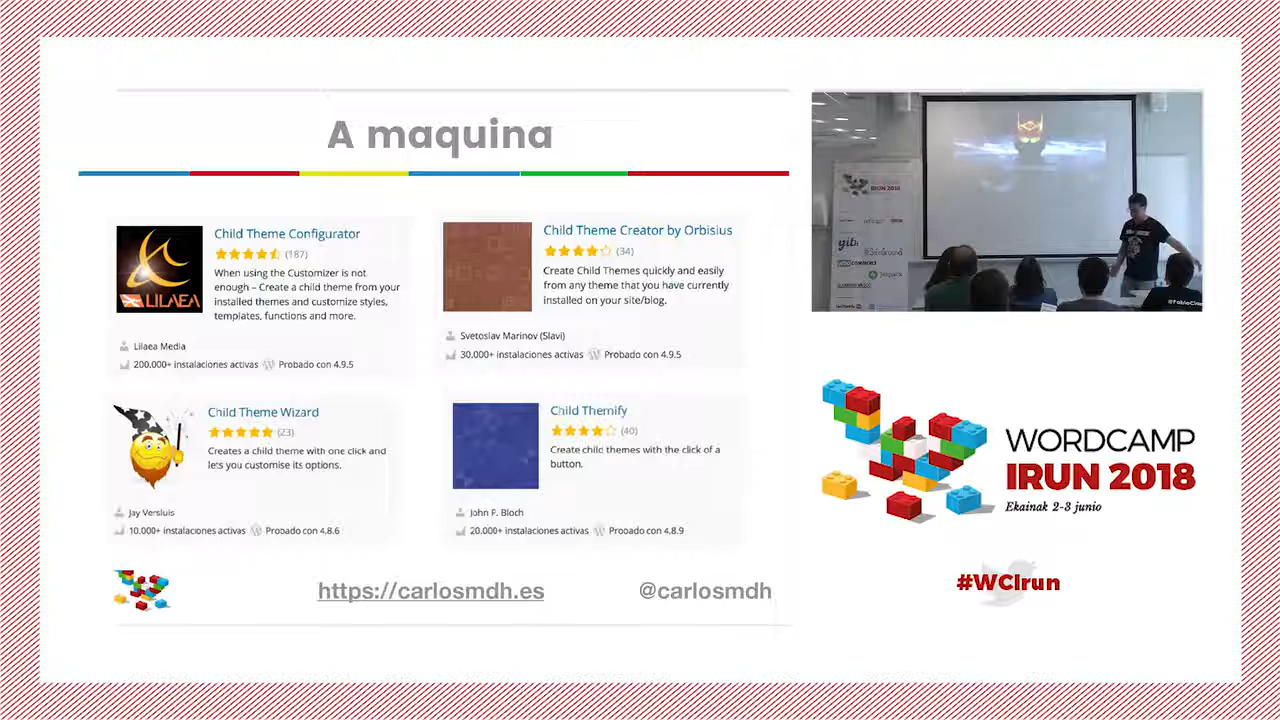 A maquina
Child Theme Configurator
(187)
When using the Customizer is not
enough – Create a child theme from your
installed themes and customize styles,
templates, functions and more.
LILAEA
Lilaea Media
200.000+ instalaciones activas
Probado con 4.9.5
Child Theme Creator by Orbisius
(34)
Create Child Themes quickly and easily
from any theme that you have currently
installed on your site/blog.
Svetoslav Marinov (Slavi)
30.000+ instalaciones activas
Probado con 4.9.5
Child Theme Wizard
(23)
Creates a child theme with one click and
lets you customise its options.
Jay Versluis
10.000+ instalaciones activas
Probado con 4.8.6
Child Themify
(40)
Create child themes with the click of a
button.
John P. Bloch
20.000+ instalaciones activas
Probado con 4.8.9
https://carlosmdh.es
@carlosmdh
IRUN 2018
WORDCAMP
IRUN 2018
Ekainak 2-3 junio
#WCIrun